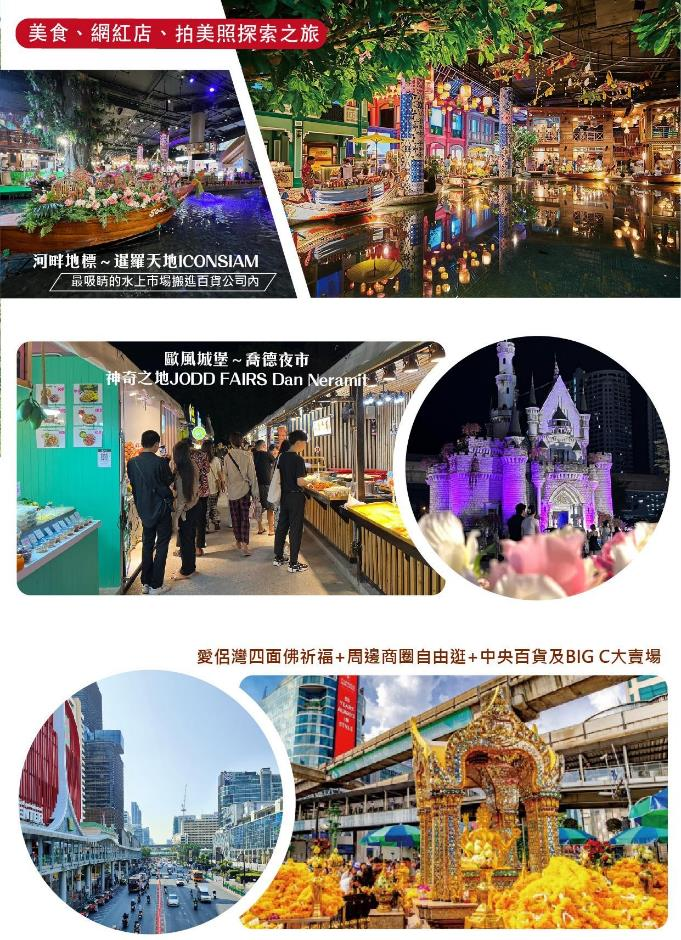 美食、網紅店、拍美照探索之旅
河畔地標～暹羅天地ICONSIAM
最吸睛的水上市場搬進百貨公司內
歐風城堡～喬德夜市
神奇之地JODD FAIRS Dan Neramit
愛侶灣四面佛祈福+周邊商圈自由逛+中央百貨及BIG C大賣場